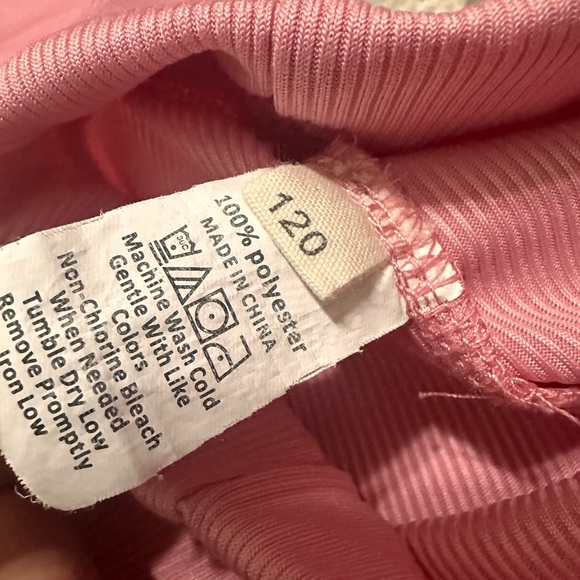 120
100% polyester
MADE IN CHINA
30C
Machine Wash Cold
Gentle With Like
Colors
Non-Chlorine Bleach
When Needed
Tumble Dry Low
Remove Promptly
Iron Low